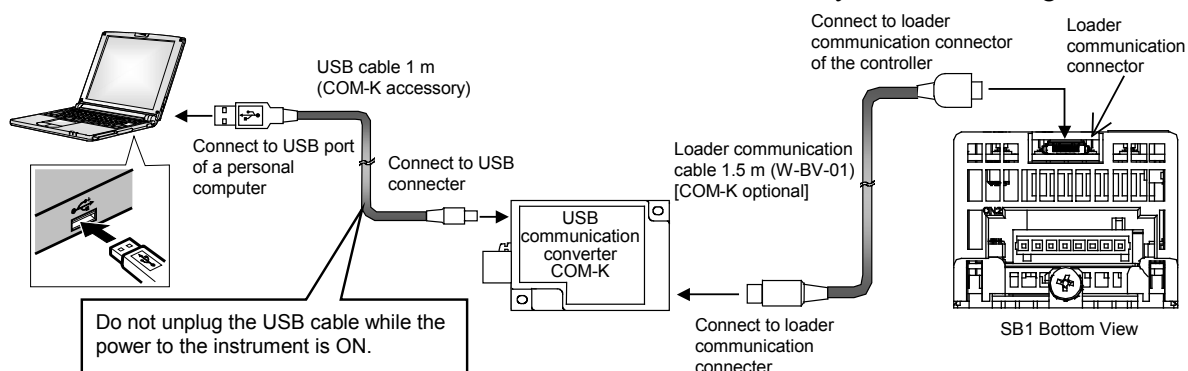 Connect to loader
communication connector
of the controller
Loader
communication
connector
USB cable 1 m
(COM-K accessory)
Connect to USB port
of a personal
computer
Connect to USB
connecter
Loader communication
cable 1.5 m (W-BV-01)
[COM-K optional]
USB
communication
converter
COM-K
Do not unplug the USB cable while the
power to the instrument is ON.
Connect to loader
communication
connecter
SB1 Bottom View